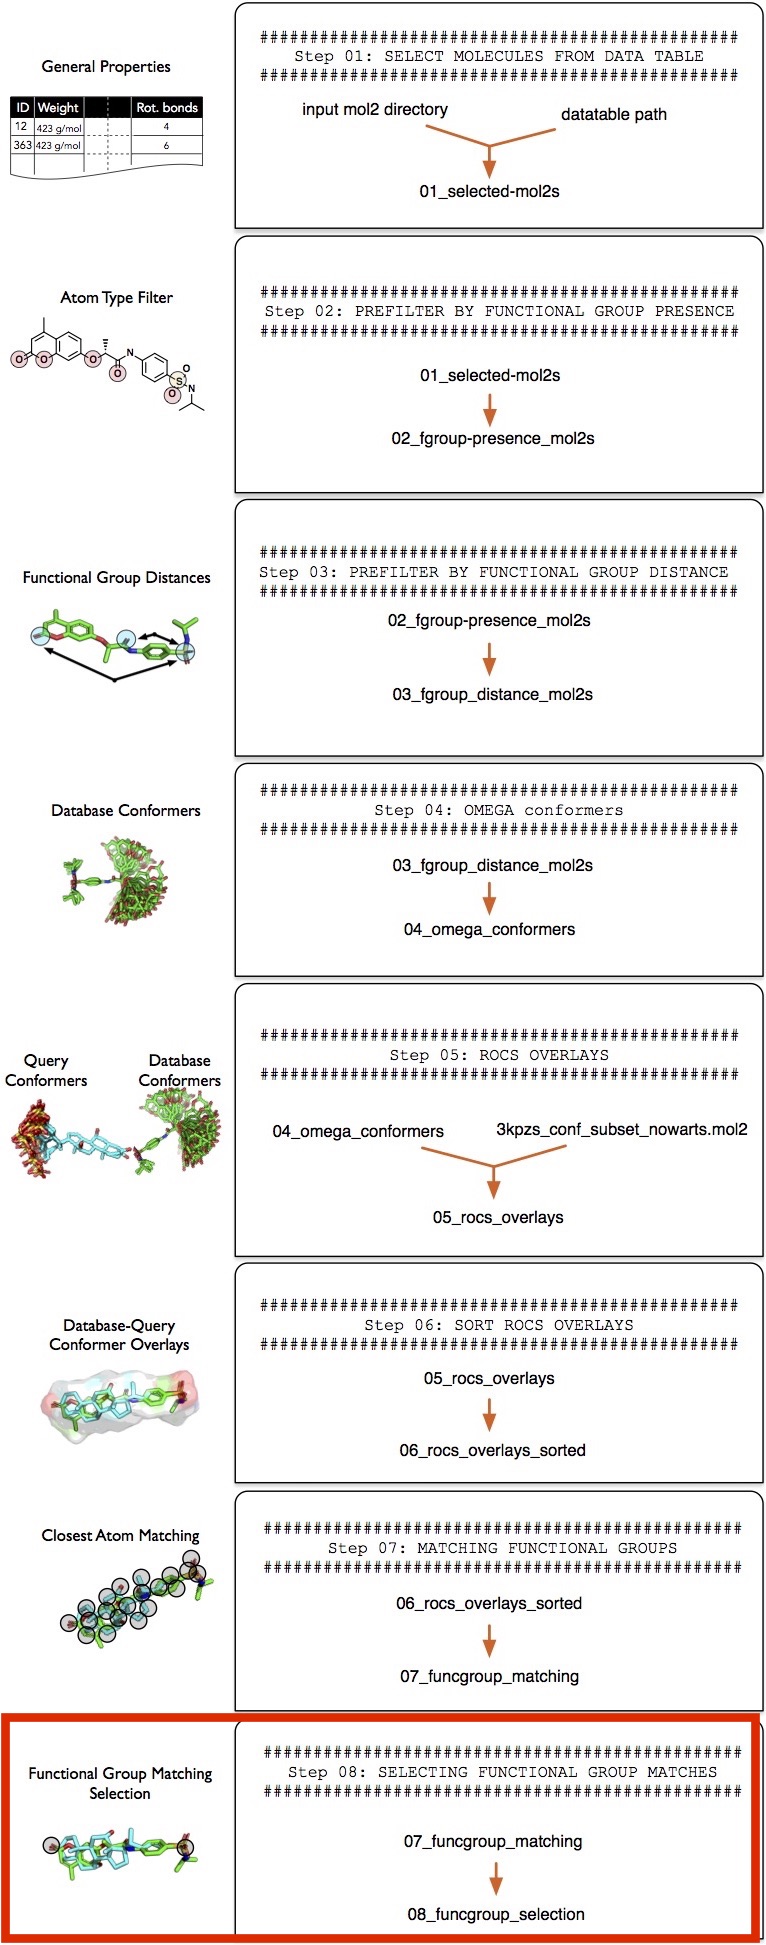 General Properties
ID Weight Rot. bonds
12 423 g/mol 4
363 423 g/mol 6
################################################
Step 01: SELECT MOLECULES FROM DATA TABLE
################################################
input mol2 directory
datatable path
01_selected-mol2s
Atom Type Filter
O O O O N S O O N
################################################
Step 02: PREFILTER BY FUNCTIONAL GROUP PRESENCE
################################################
01_selected-mol2s
02_fgroup-presence_mol2s
Functional Group Distances
################################################
Step 03: PREFILTER BY FUNCTIONAL GROUP DISTANCE
################################################
02_fgroup-presence_mol2s
03_fgroup_distance_mol2s
Database Conformers
################################################
Step 04: OMEGA conformers
################################################
03_fgroup_distance_mol2s
04_omega_conformers
Query
Conformers
Database
Conformers
################################################
Step 05: ROCS OVERLAYS
################################################
04_omega_conformers
3kpzs_conf_subset_nowarts.mol2
05_rocs_overlays
Database-Query
Conformer Overlays
################################################
Step 06: SORT ROCS OVERLAYS
################################################
05_rocs_overlays
06_rocs_overlays_sorted
Closest Atom Matching
################################################
Step 07: MATCHING FUNCTIONAL GROUPS
################################################
06_rocs_overlays_sorted
07_funcgroup_matching
Functional Group Matching
Selection
################################################
Step 08: SELECTING FUNCTIONAL GROUP MATCHES
################################################
07_funcgroup_matching
08_funcgroup_selection